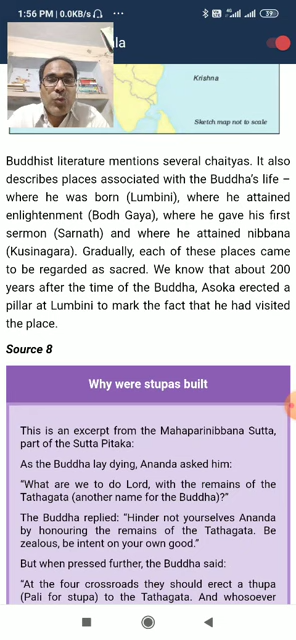 1:56 PM | 0.0KB/s
39
la
Krishna
Sketch map not to scale
Buddhist literature mentions several chaityas. It also
describes places associated with the Buddha's life –
where he was born (Lumbini), where he attained
enlightenment (Bodh Gaya), where he gave his first
sermon (Sarnath) and where he attained nibbana
(Kusinagara). Gradually, each of these places came
to be regarded as sacred. We know that about 200
years after the time of the Buddha, Asoka erected a
pillar at Lumbini to mark the fact that he had visited
the place.
Source 8
Why were stupas built
This is an excerpt from the Mahaparinibbana Sutta,
part of the Sutta Pitaka:
As the Buddha lay dying, Ananda asked him:
"What are we to do Lord, with the remains of the
Tathagata (another name for the Buddha)?"
The Buddha replied: "Hinder not yourselves Ananda
by honouring the remains of the Tathagata. Be
zealous, be intent on your own good."
But when pressed further, the Buddha said:
"At the four crossroads they should erect a thupa
(Pali for stupa) to the Tathagata. And whosoever